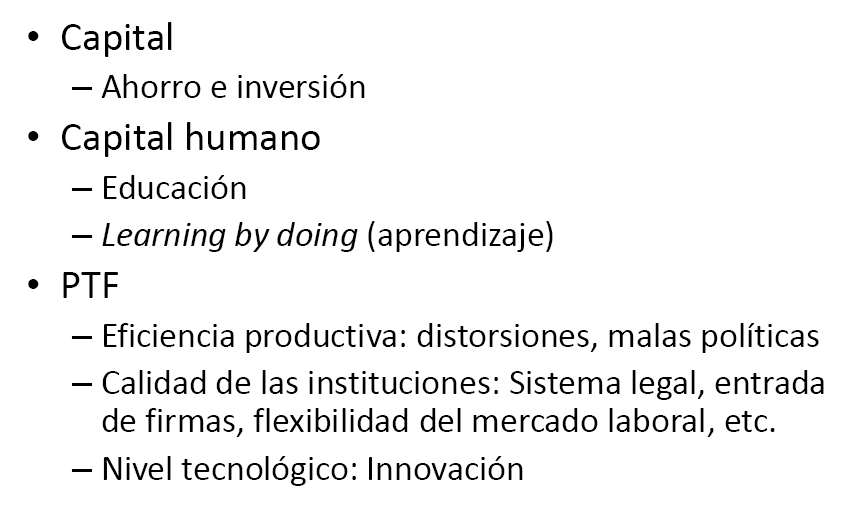 • Capital
– Ahorro e inversión
• Capital humano
– Educación
– Learning by doing (aprendizaje)
• PTF
– Eficiencia productiva: distorsiones, malas políticas
– Calidad de las instituciones: Sistema legal, entrada
de firmas, flexibilidad del mercado laboral, etc.
– Nivel tecnológico: Innovación